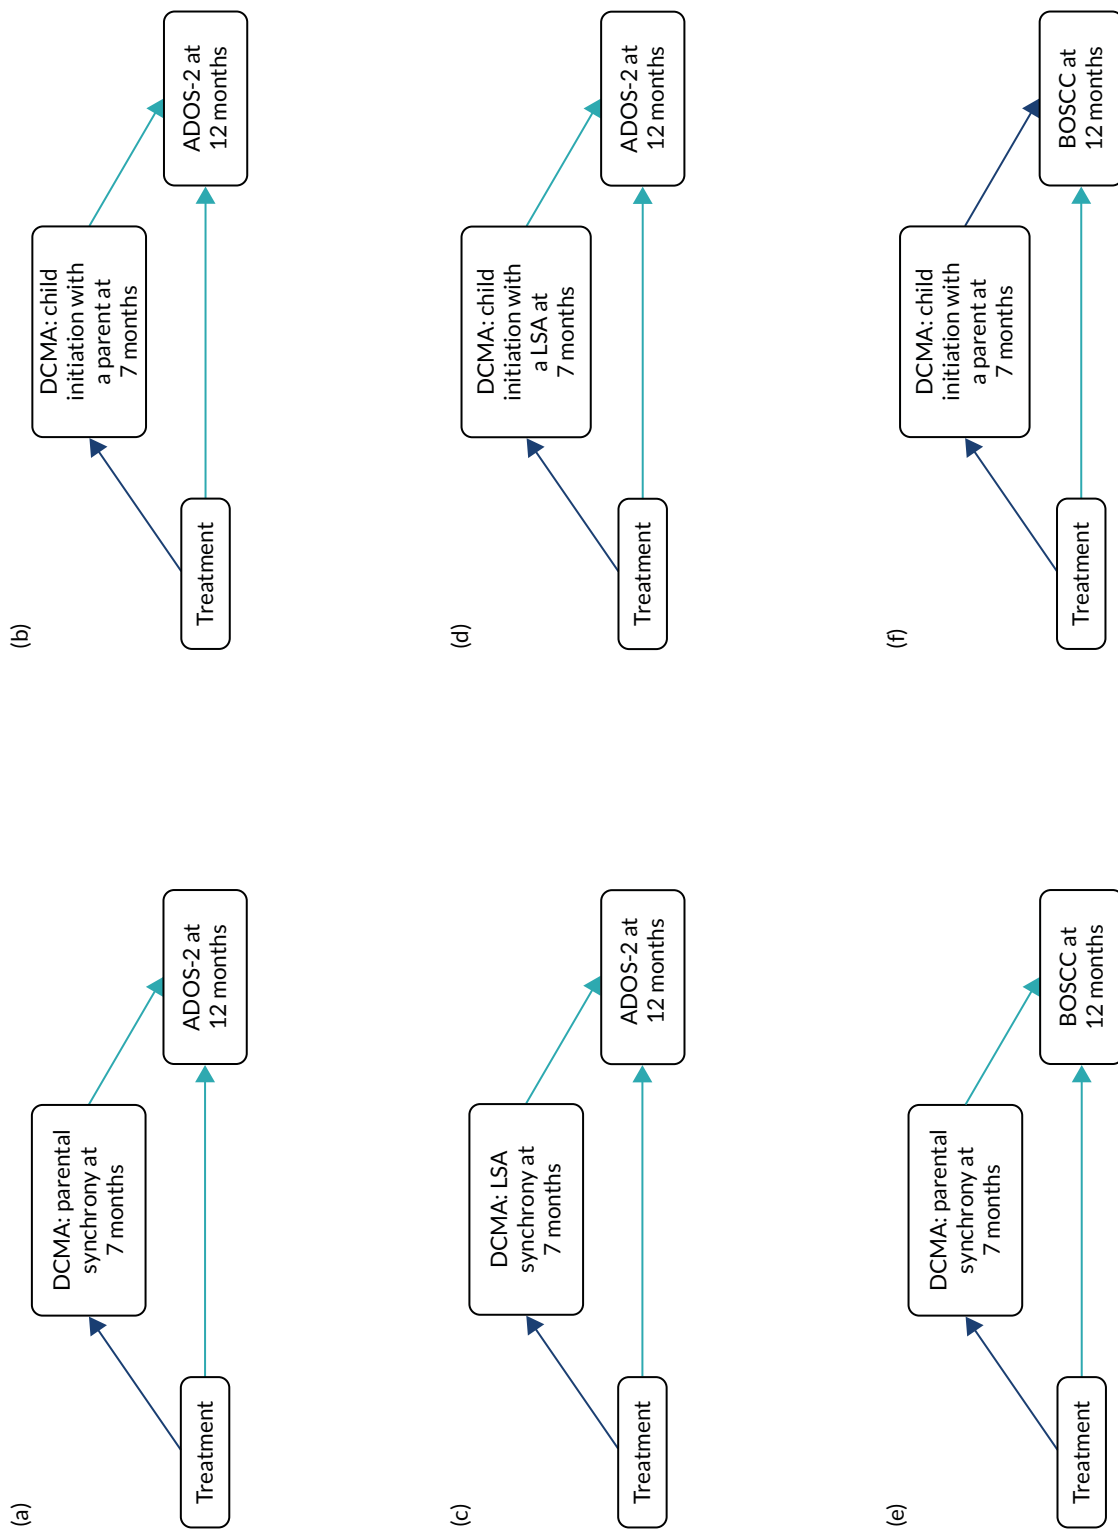 (a)
DCMA: parental
synchrony at
7 months
Treatment
ADOS-2 at
12 months
(b)
DCMA: child
initiation with
a parent at
7 months
Treatment
ADOS-2 at
12 months
(c)
DCMA: LSA
synchrony at
7 months
Treatment
ADOS-2 at
12 months
(d)
DCMA: child
initiation with
a LSA at
7 months
Treatment
ADOS-2 at
12 months
(e)
DCMA: parental
synchrony at
7 months
Treatment
BOSCC at
12 months
(f)
DCMA: child
initiation with
a parent at
7 months
Treatment
BOSCC at
12 months